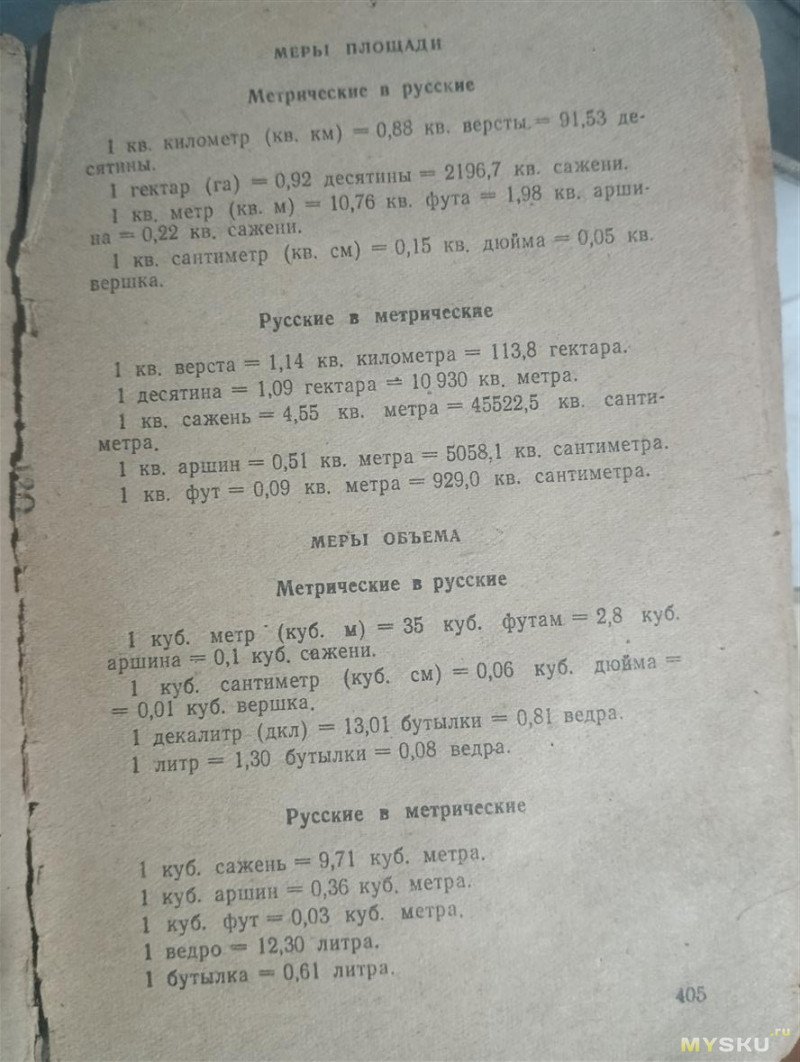 МЕРЫ ПЛОЩАДИ
Метрические в русские
1 кв. километр (кв. км) = 0,88 кв. версты = 91,53 де-
сятины.
1 гектар (га) = 0,92 десятины = 2196,7 кв. сажени.
1 кв. метр (кв. м) = 10,76 кв. фута = 1,98 кв. арши-
на = 0,22 кв. сажени.
1 кв. сантиметр (кв. см) = 0,15 кв. дюйма = 0,05 кв.
вершка.
Русские в метрические
1 кв. верста = 1,14 кв. километра = 113,8 гектара.
1 десятина = 1,09 гектара = 10 930 кв. метра.
1 кв. сажень = 4,55 кв. метра = 45522,5 кв. санти-
метра.
1 кв. аршин = 0,51 кв. метра = 5058,1 кв. сантиметра.
1 кв. фут = 0,09 кв. метра = 929,0 кв. сантиметра.
МЕРЫ ОБЪЕМА
Метрические в русские
1 куб. метр (куб. м) = 35 куб. футам = 2,8 куб.
аршина = 0,1 куб. сажени.
1 куб. сантиметр (куб. см) = 0,06 куб. дюйма =
= 0,01 куб. вершка.
1 декалитр (дкл) = 13,01 бутылки = 0,81 ведра.
1 литр = 1,30 бутылки = 0,08 ведра.
Русские в метрические
1 куб. сажень = 9,71 куб. метра.
1 куб. аршин = 0,36 куб. метра.
1 куб. фут = 0,03 куб. метра.
1 ведро = 12,30 литра.
1 бутылка = 0,61 литра.
405
MYSKU.ru